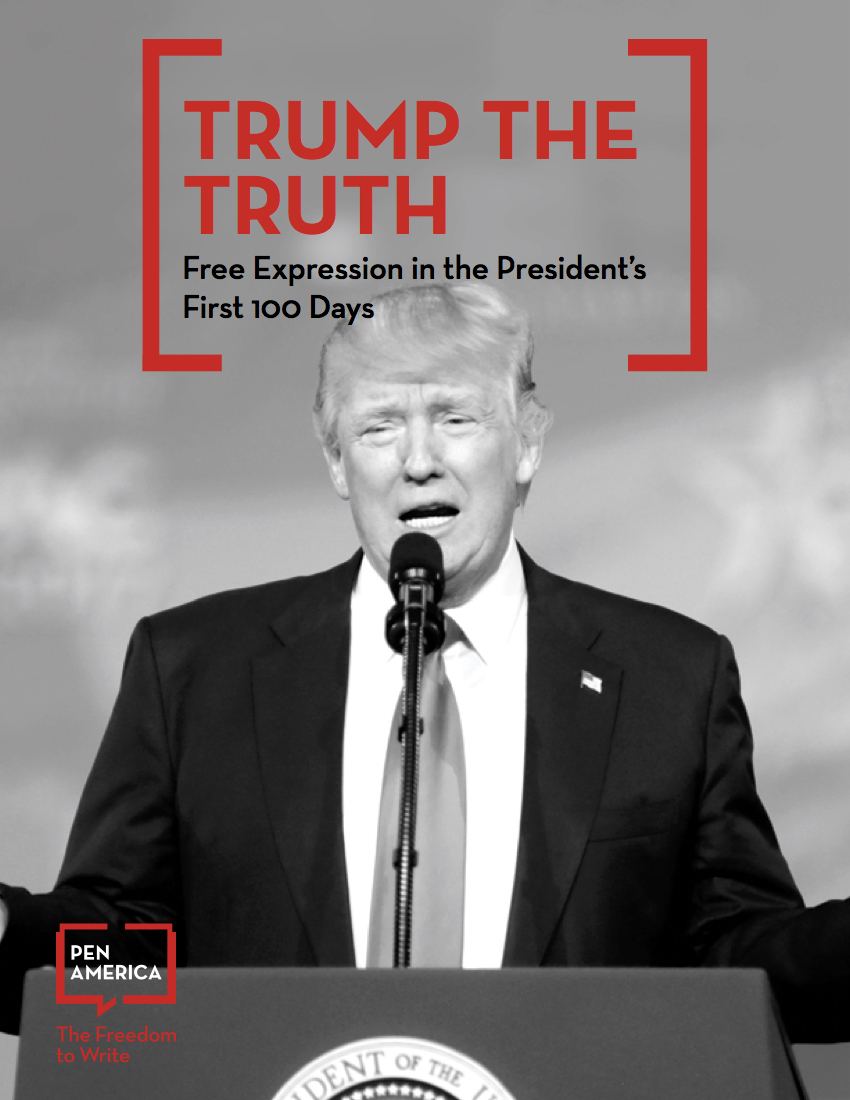 TRUMP THE
TRUTH
Free Expression in the President’s
First 100 Days
PEN
AMERICA
The Freedom
to Write
IDENT OF THE U